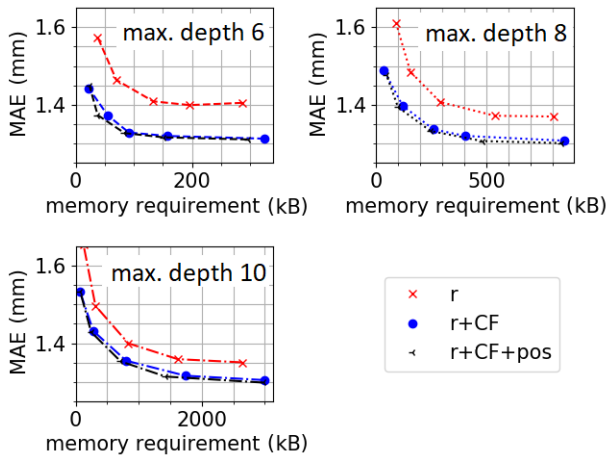 max. depth 6
MAE (mm)
1.6
1.4
0
200
memory requirement (kB)
max. depth 8
MAE (mm)
1.6
1.4
0
500
memory requirement (kB)
max. depth 10
MAE (mm)
1.6
1.4
0
2000
memory requirement (kB)
r
r+CF
r+CF+pos